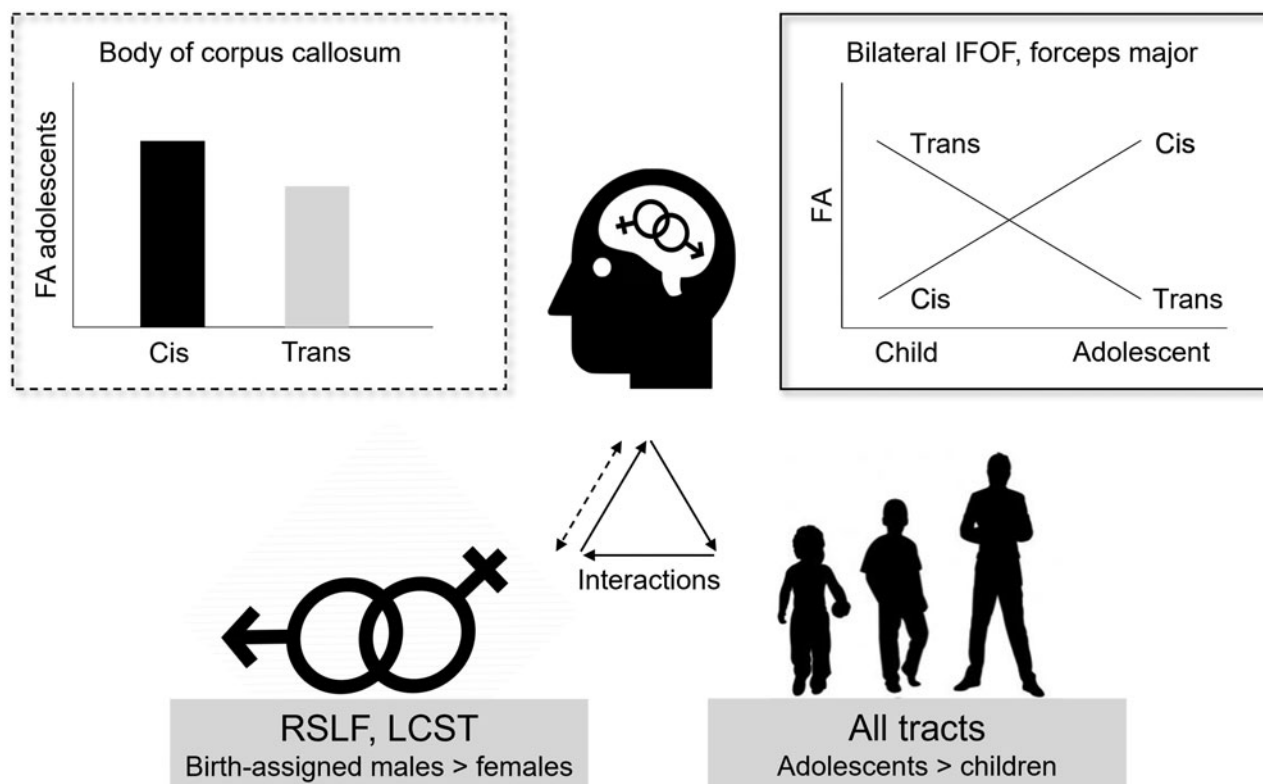 Body of corpus callosum
FA adolescents
Cis
Trans
Bilateral IFOF, forceps major
FA
Trans
Cis
Cis
Trans
Child
Adolescent
Interactions
RSLF, LCST
Birth-assigned males > females
All tracts
Adolescents > children